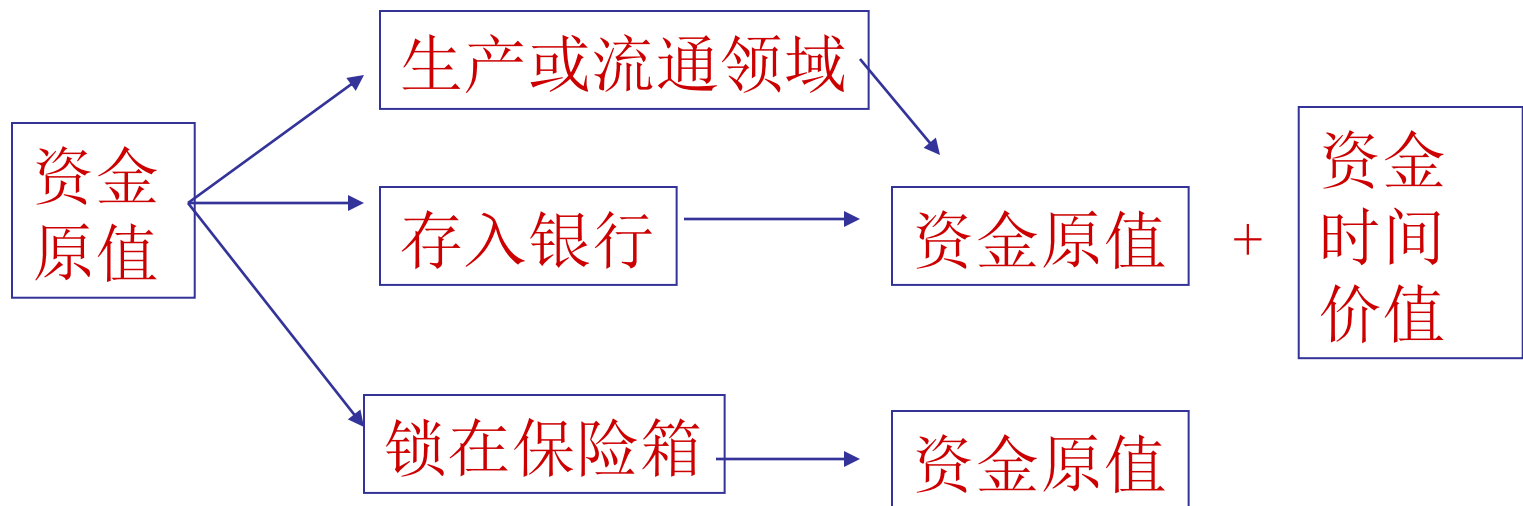 生产或流通领域
资金
原值
存入银行
资金原值
+
资金
时间
价值
锁在保险箱
资金原值